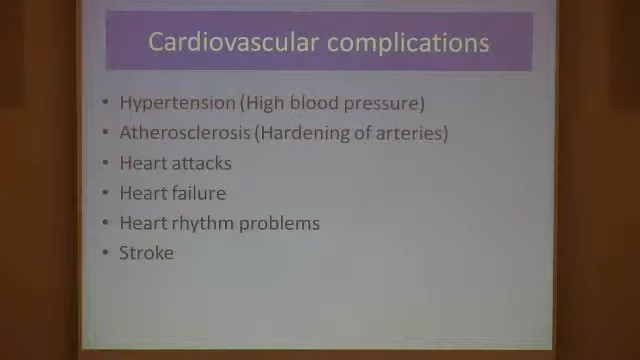 Cardiovascular complications
• Hypertension (High blood pressure)
• Atherosclerosis (Hardening of arteries)
• Heart attacks
• Heart failure
• Heart rhythm problems
• Stroke